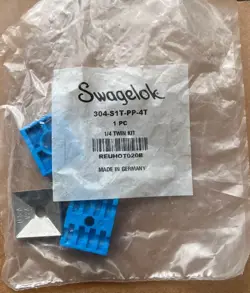 Swagelok
304-S1T-PP-4T
1 PC
1/4 TWIN KIT
REUHOT020B
MADE IN GERMANY